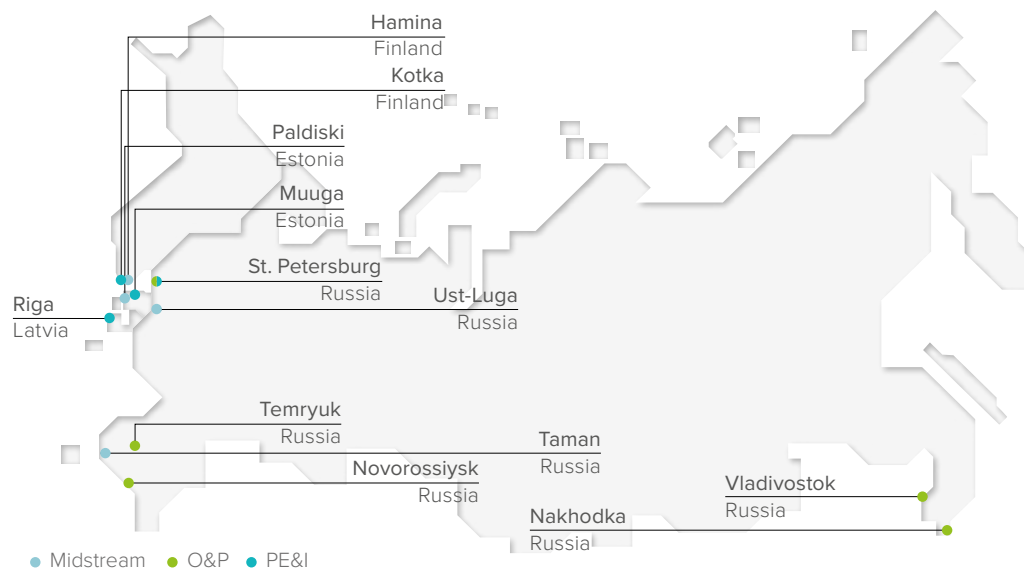 Hamina
Finland
Kotka
Finland
Paldiski
Estonia
Muuga
Estonia
St. Petersburg
Russia
Ust-Luga
Russia
Riga
Latvia
Temryuk
Russia
Taman
Russia
Novorossiysk
Russia
Vladivostok
Russia
Nakhodka
Russia
Midstream O&P PE&I